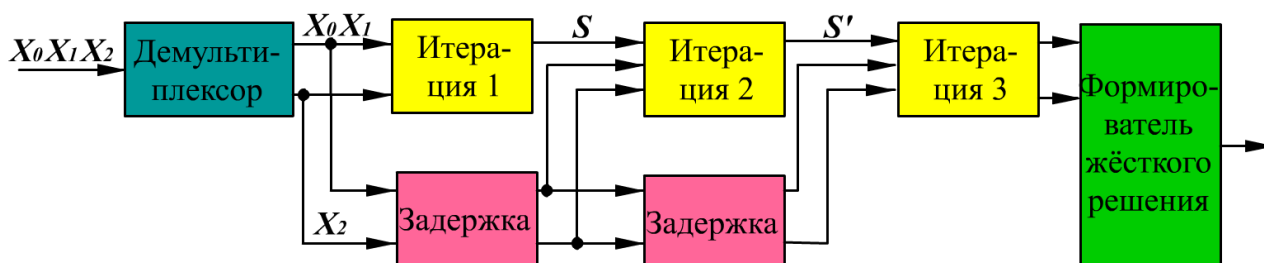 X0X1X2
Демульти-
плексор
X0X1
X2
Итера-
ция 1
S
Итера-
ция 2
S'
Итера-
ция 3
Задержка
Задержка
Формиро-
ватель
жёсткого
решения